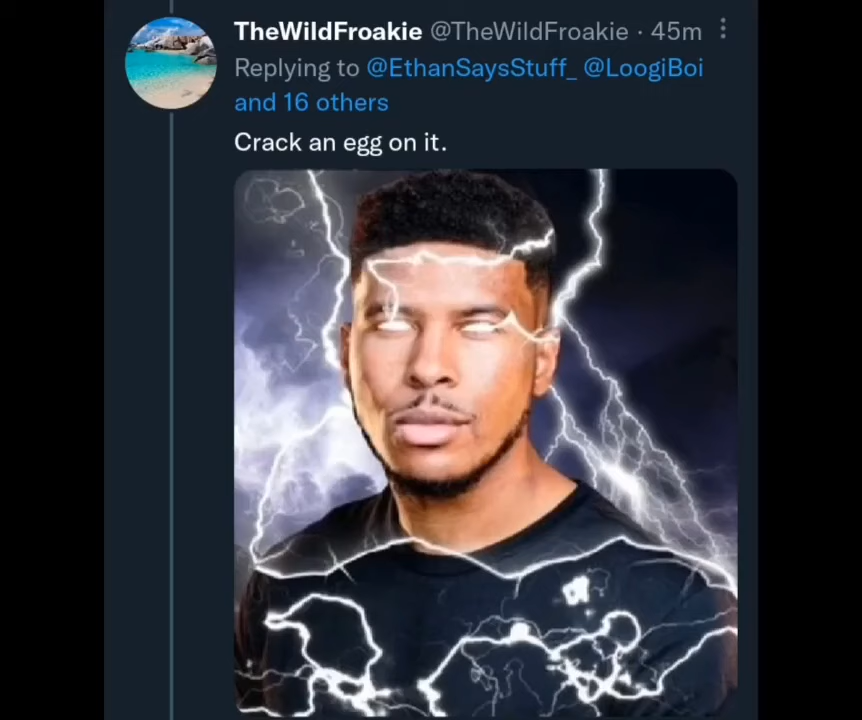 TheWildFroakie @TheWildFroakie · 45m
Replying to @EthanSaysStuff_ @LoogiBoi
and 16 others
Crack an egg on it.